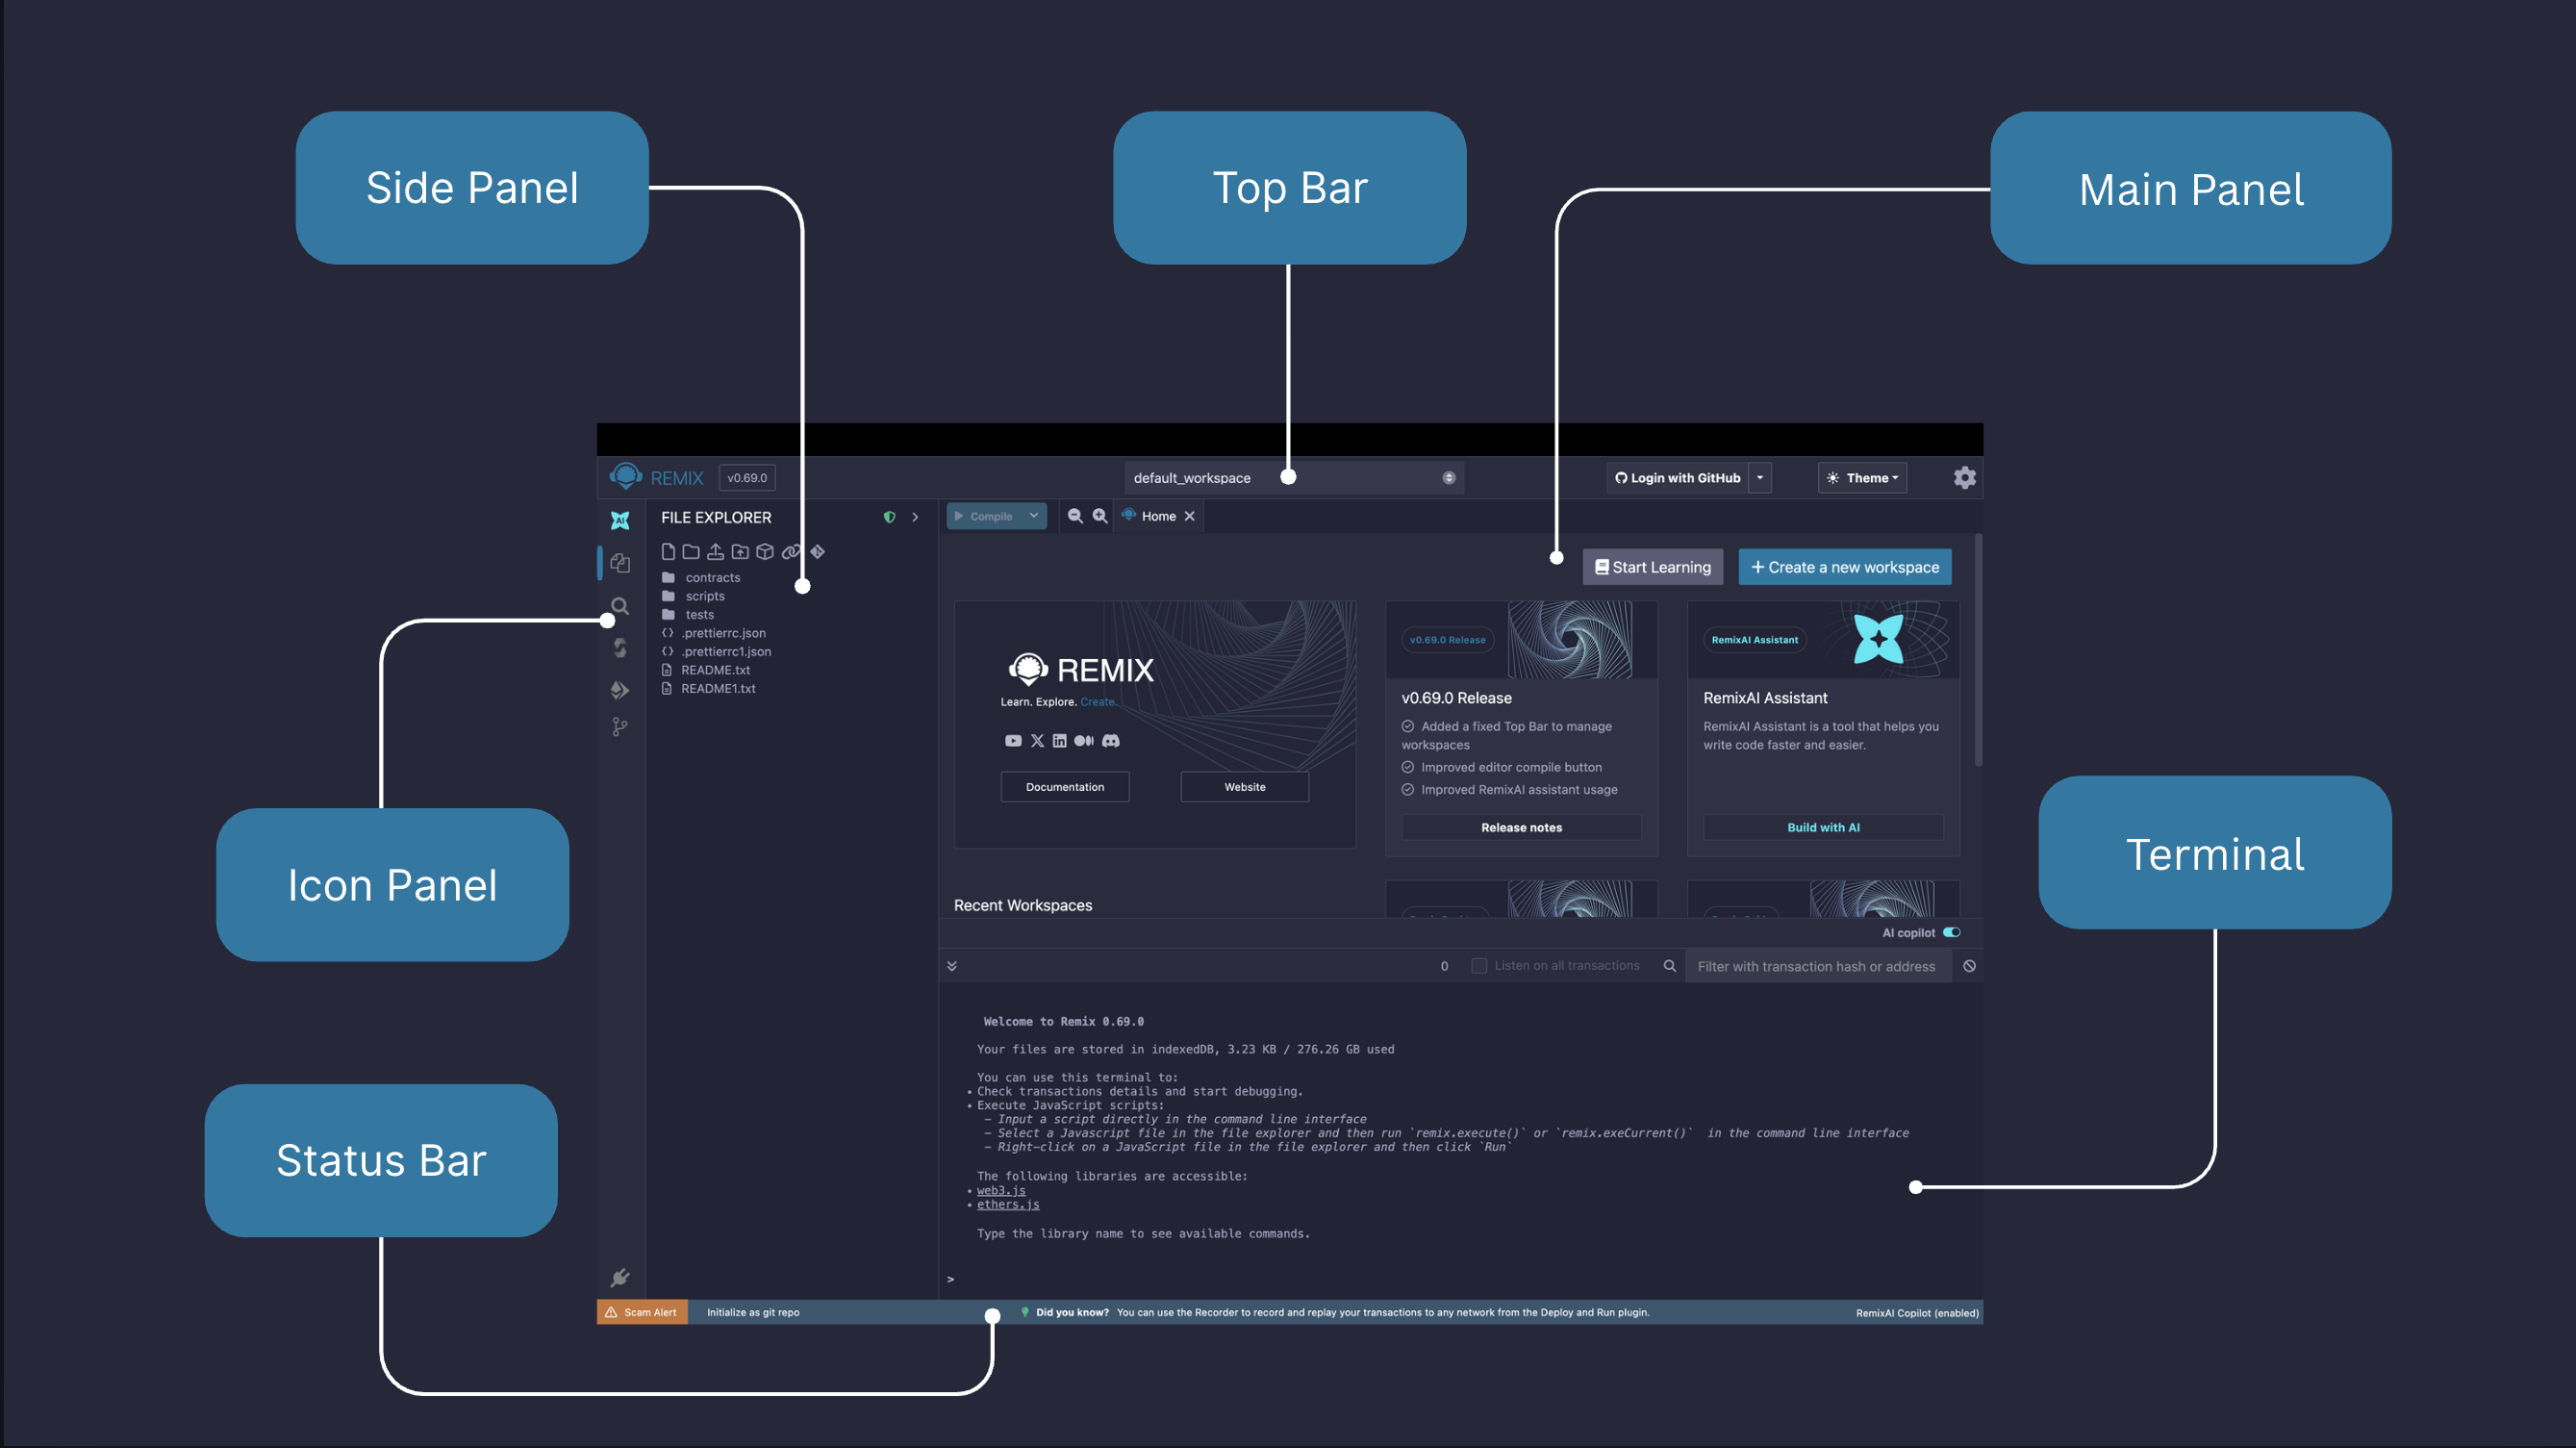 Side Panel
Top Bar
Main Panel
REMIX
v0.69.0
default_workspace
Login with GitHub
Theme
AI
FILE EXPLORER
Compile
Home
contracts
scripts
tests
.prettierrc.json
.prettierrc1.json
README.txt
README1.txt
Start Learning
+ Create a new workspace
REMIX
Learn. Explore. Create.
Documentation
Website
v0.69.0 Release
v0.69.0 Release
Added a fixed Top Bar to manage
workspaces
Improved editor compile button
Improved RemixAI assistant usage
Release notes
RemixAI Assistant
RemixAI Assistant
RemixAI Assistant is a tool that helps you
write code faster and easier.
Build with AI
Icon Panel
Terminal
Recent Workspaces
AI copilot
0
Listen on all transactions
Filter with transaction hash or address
Welcome to Remix 0.69.0
Your files are stored in indexedDB, 3.23 KB / 276.26 GB used
You can use this terminal to:
• Check transactions details and start debugging.
• Execute JavaScript scripts:
– Input a script directly in the command line interface
– Select a Javascript file in the file explorer and then run `remix.execute()` or `remix.exeCurrent()` in the command line interface
– Right-click on a JavaScript file in the file explorer and then click `Run`
The following libraries are accessible:
• web3.js
• ethers.js
Type the library name to see available commands.
>
Status Bar
Scam Alert
Initialize as git repo
Did you know? You can use the Recorder to record and replay your transactions to any network from the Deploy and Run plugin.
RemixAI Copilot (enabled)